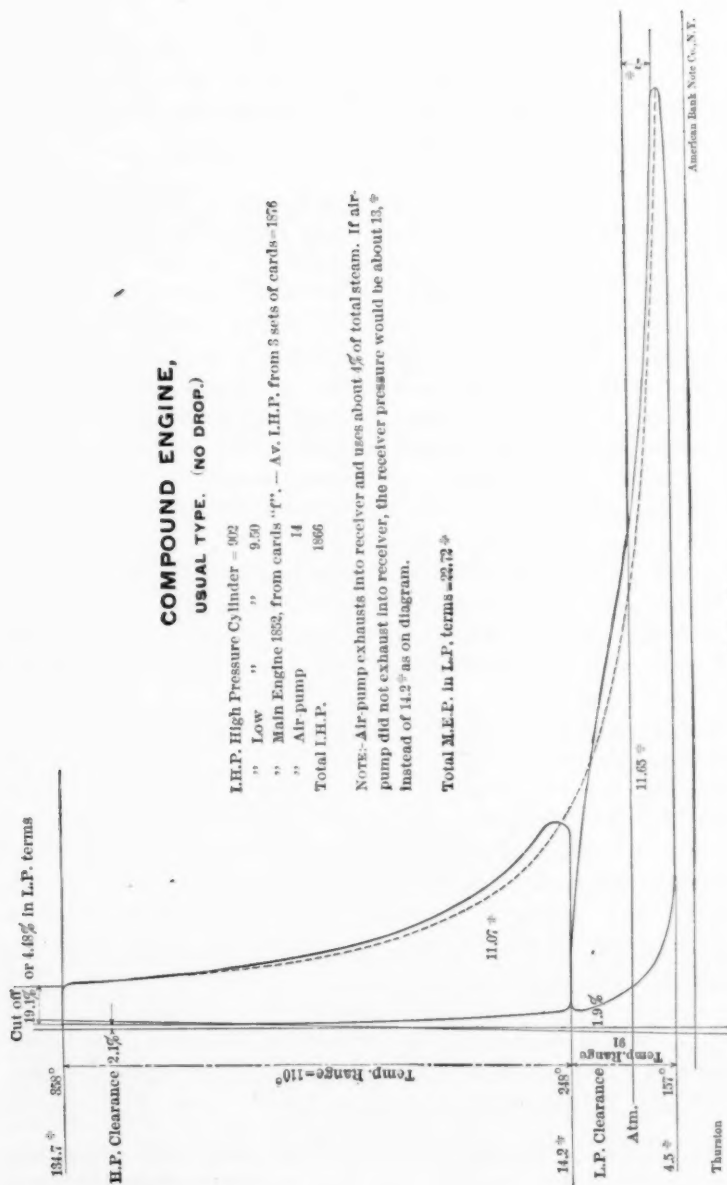 COMPOUND ENGINE,
USUAL TYPE. (NO DROP.)
I.H.P. High Pressure Cylinder = 902
„ Low „ „ 9.50
„ Main Engine 1852, from cards "f". — Av. I.H.P. from 3 sets of cards=1876
„ Air-pump 14
Total I.H.P. 1866
NOTE:-Air-pump exhausts into receiver and uses about 4% of total steam. If air-
pump did not exhaust into receiver, the receiver pressure would be about 13,#
instead of 14.2# as on diagram.
Total M.E.P. in L.P. terms =22.72 #
Cut off
19.1% or 4.48% in L.P. terms
134.7 #
358°
H.P. Clearance 2.1%
Temp. Range=110°
11.07 #
14.2 #
248°
L.P. Clearance 1.9%
Temp. Range
91
Atm.
11.65 #
4.5 #
157°
Thurston
American Bank Note Co., N.Y.